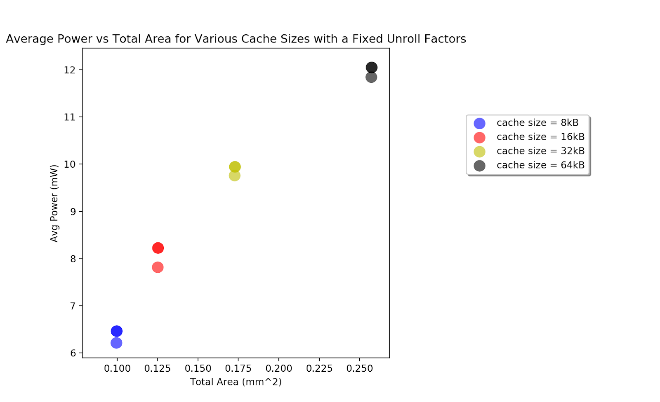 Average Power vs Total Area for Various Cache Sizes with a Fixed Unroll Factors
12
11
10
9
8
7
6
Avg Power (mW)
0.100 0.125 0.150 0.175 0.200 0.225 0.250
Total Area (mm^2)
cache size = 8kB
cache size = 16kB
cache size = 32kB
cache size = 64kB